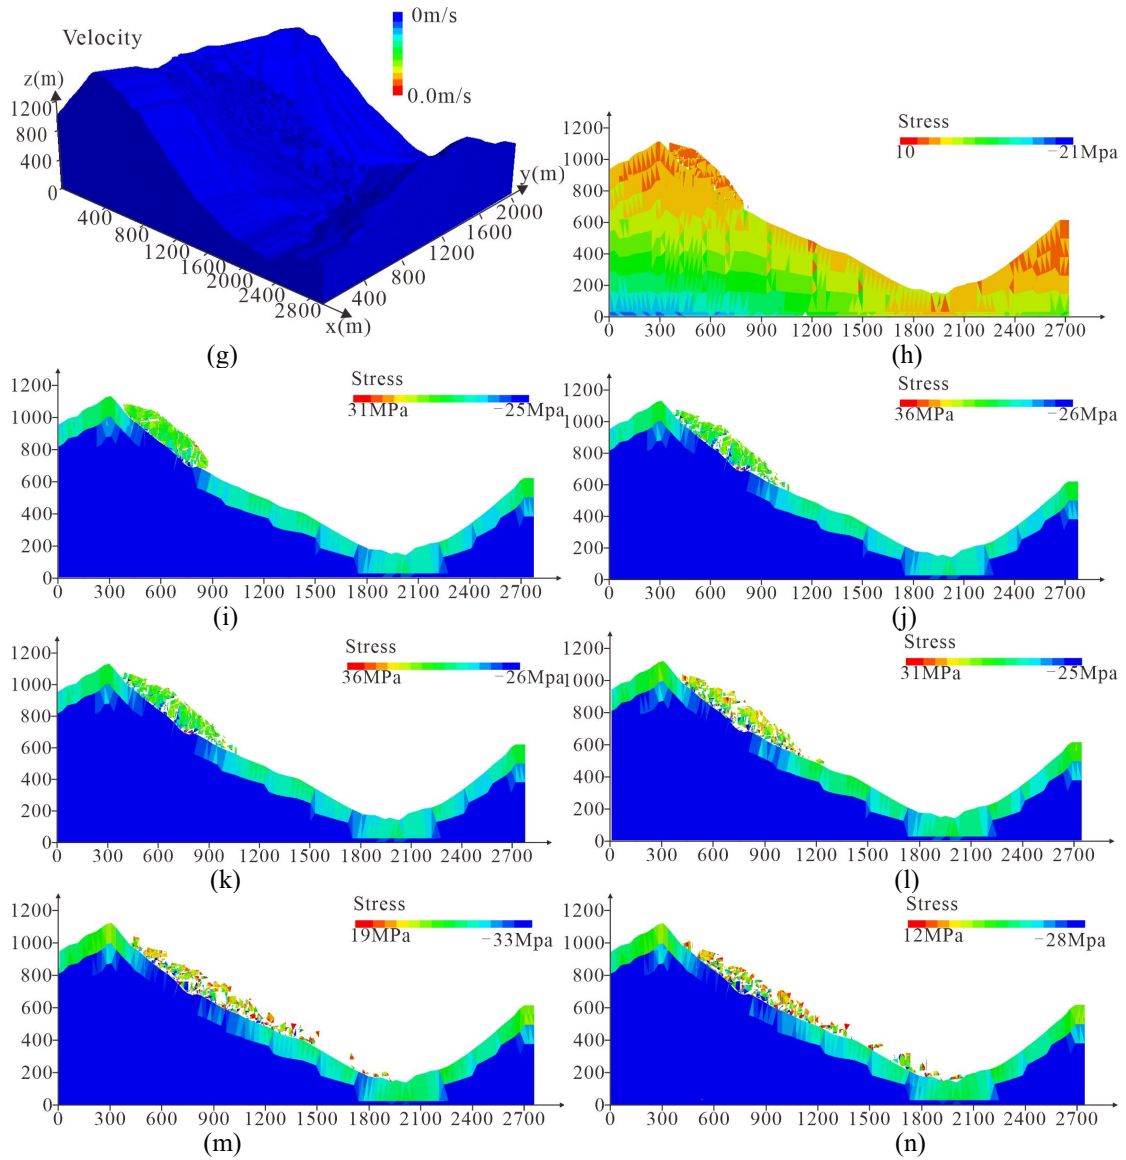 Velocity
0m/s
0.0m/s
z(m)
1200
800
400
0
400
800
1200
1600
2000
2400
2800
x(m)
400
800
1200
1600
2000
y(m)
(g)
Stress
10 −21Mpa
1200
1000
800
600
400
200
0
0 300 600 900 1200 1500 1800 2100 2400 2700
(h)
Stress
31MPa −25Mpa
1200
1000
800
600
400
200
0
0 300 600 900 1200 1500 1800 2100 2400 2700
(i)
Stress
36MPa −26Mpa
1200
1000
800
600
400
200
0
0 300 600 900 1200 1500 1800 2100 2400 2700
(j)
Stress
36MPa −26Mpa
1200
1000
800
600
400
200
0
0 300 600 900 1200 1500 1800 2100 2400 2700
(k)
Stress
31MPa −25Mpa
1200
1000
800
600
400
200
0
0 300 600 900 1200 1500 1800 2100 2400 2700
(l)
Stress
19MPa −33Mpa
1200
1000
800
600
400
200
0
0 300 600 900 1200 1500 1800 2100 2400 2700
(m)
Stress
12MPa −28Mpa
1200
1000
800
600
400
200
0
0 300 600 900 1200 1500 1800 2100 2400 2700
(n)